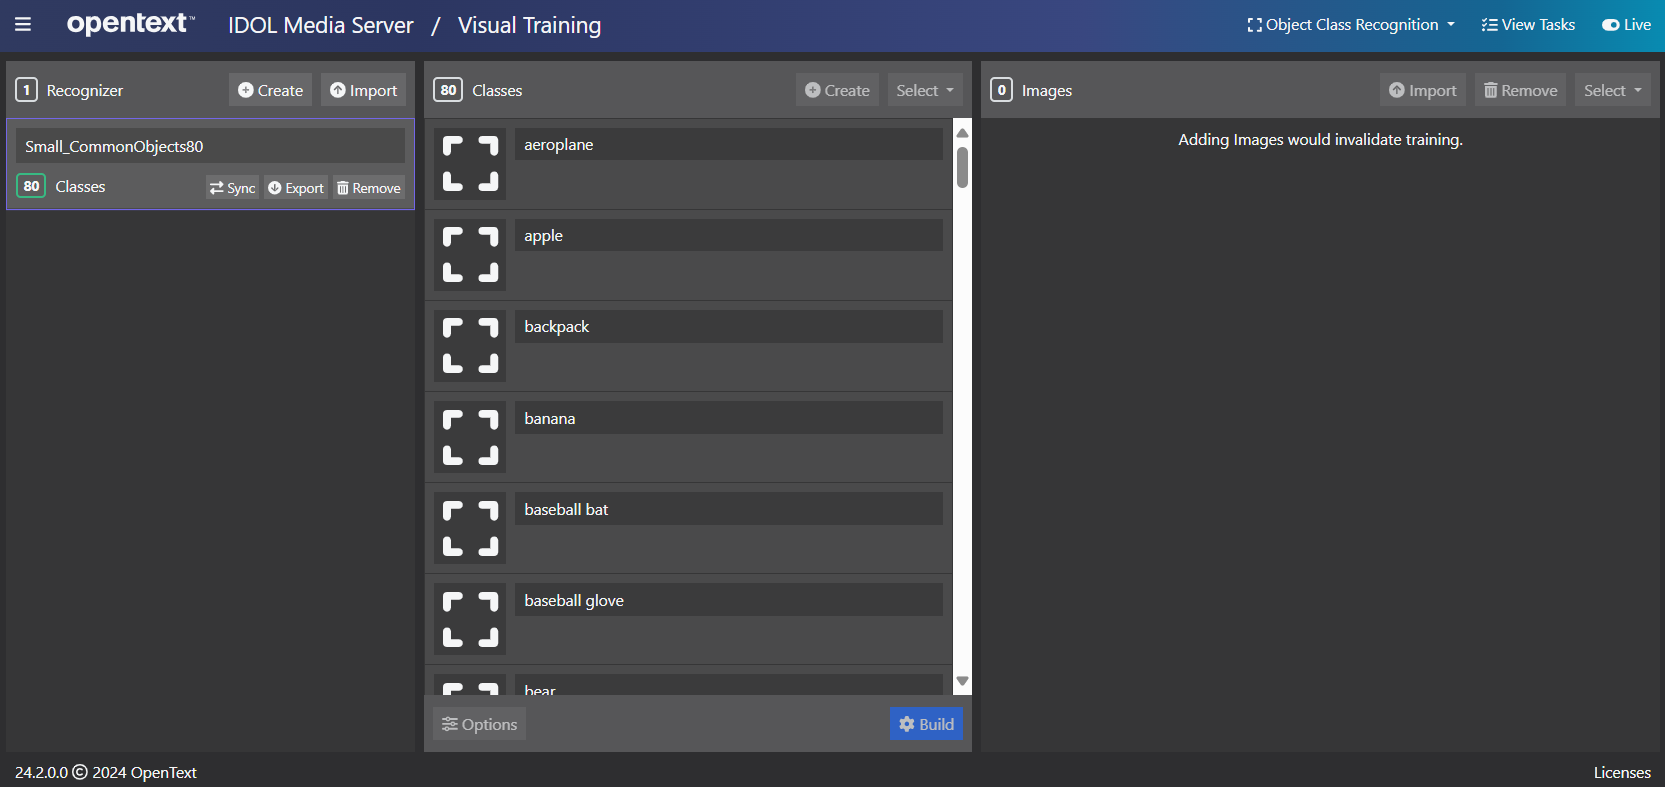 opentext™ IDOL Media Server / Visual Training Object Class Recognition View Tasks Live
1 Recognizer Create Import
Small_CommonObjects80
80 Classes Sync Export Remove
80 Classes Create Select
aeroplane
apple
backpack
banana
baseball bat
baseball glove
bear
Options Build
0 Images Import Remove Select
Adding Images would invalidate training.
24.2.0.0 © 2024 OpenText Licenses